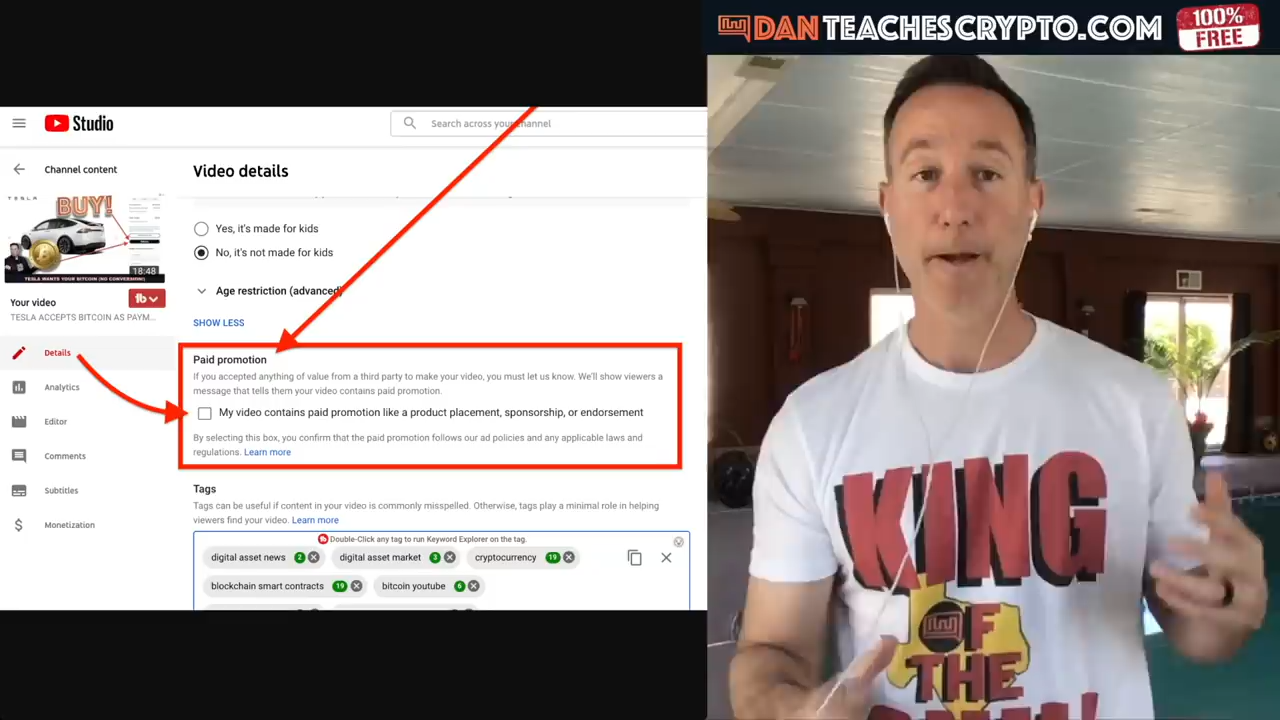 DANTEACHESCRYPTO.COM
100%
FREE
Studio
Search across your channel
Channel content
Video details
TESLA
BUY!
18:48
TESLA WANTS YOUR BITCOIN (NO CONVERSION!)
Your video
TESLA ACCEPTS BITCOIN AS PAYM...
Details
Analytics
Editor
Comments
Subtitles
Monetization
Yes, it's made for kids
No, it's not made for kids
Age restriction (advanced)
SHOW LESS
Paid promotion
If you accepted anything of value from a third party to make your video, you must let us know. We'll show viewers a
message that tells them your video contains paid promotion.
My video contains paid promotion like a product placement, sponsorship, or endorsement
By selecting this box, you confirm that the paid promotion follows our ad policies and any applicable laws and
regulations. Learn more
Tags
Tags can be useful if content in your video is commonly misspelled. Otherwise, tags play a minimal role in helping
viewers find your video. Learn more
Double-Click any tag to run Keyword Explorer on the tag.
digital asset news 2 digital asset market 3 cryptocurrency 19
blockchain smart contracts 19 bitcoin youtube 6
KING
OF
THE